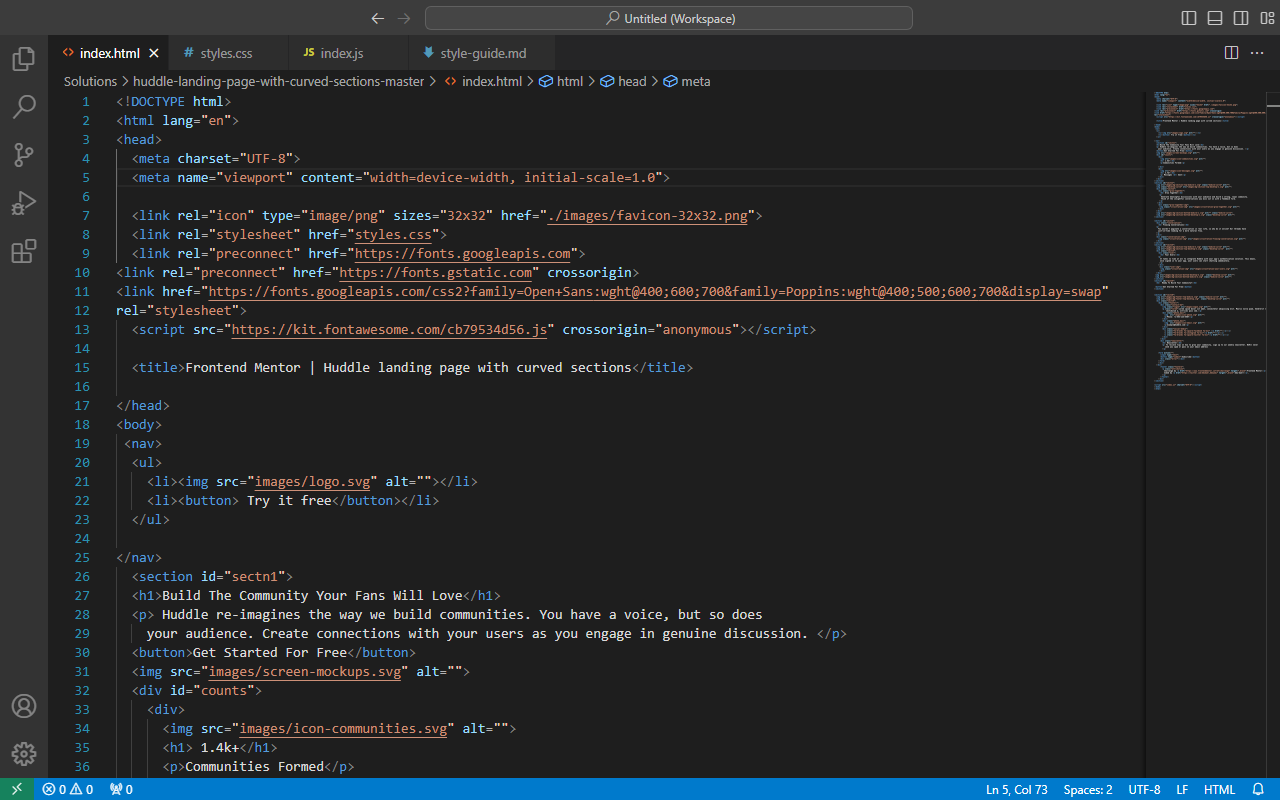 Untitled (Workspace)
index.html
styles.css
index.js
style-guide.md
Solutions > huddle-landing-page-with-curved-sections-master > index.html > html > head > meta
1 <!DOCTYPE html>
2 <html lang="en">
3 <head>
4 <meta charset="UTF-8">
5 <meta name="viewport" content="width=device-width, initial-scale=1.0">
6
7 <link rel="icon" type="image/png" sizes="32x32" href="./images/favicon-32x32.png">
8 <link rel="stylesheet" href="styles.css">
9 <link rel="preconnect" href="https://fonts.googleapis.com">
10 <link rel="preconnect" href="https://fonts.gstatic.com" crossorigin>
11 <link href="https://fonts.googleapis.com/css2?family=Open+Sans:wght@400;600;700&family=Poppins:wght@400;500;600;700&display=swap"
12 rel="stylesheet">
13 <script src="https://kit.fontawesome.com/cb79534d56.js" crossorigin="anonymous"></script>
14
15 <title>Frontend Mentor | Huddle landing page with curved sections</title>
16
17 </head>
18 <body>
19 <nav>
20 <ul>
21 <li><img src="images/logo.svg" alt=""></li>
22 <li><button> Try it free</button></li>
23 </ul>
24
25 </nav>
26 <section id="sectn1">
27 <h1>Build The Community Your Fans Will Love</h1>
28 <p> Huddle re-imagines the way we build communities. You have a voice, but so does
29 your audience. Create connections with your users as you engage in genuine discussion. </p>
30 <button>Get Started For Free</button>
31 <img src="images/screen-mockups.svg" alt="">
32 <div id="counts">
33 <div>
34 <img src="images/icon-communities.svg" alt="">
35 <h1> 1.4k+</h1>
36 <p>Communities Formed</p>
0 0 0 Ln 5, Col 73 Spaces: 2 UTF-8 LF HTML